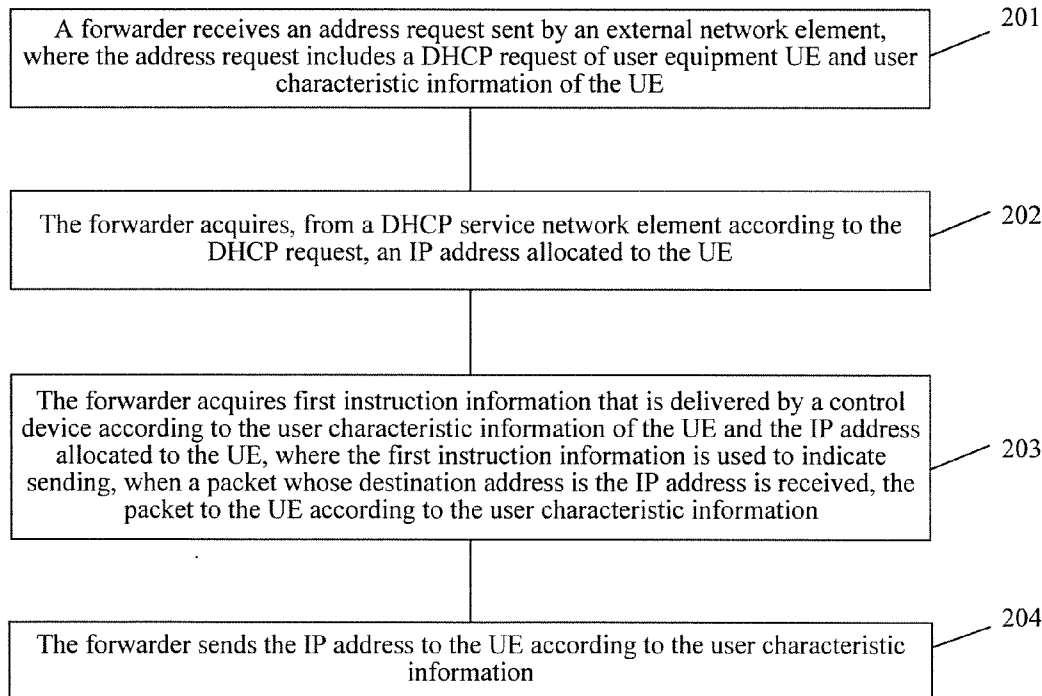 A forwarder receives an address request sent by an external network element,
where the address request includes a DHCP request of user equipment UE and user
characteristic information of the UE
201
The forwarder acquires, from a DHCP service network element according to the
DHCP request, an IP address allocated to the UE
202
The forwarder acquires first instruction information that is delivered by a control
device according to the user characteristic information of the UE and the IP address
allocated to the UE, where the first instruction information is used to indicate
sending, when a packet whose destination address is the IP address is received, the
packet to the UE according to the user characteristic information
203
The forwarder sends the IP address to the UE according to the user characteristic
information
204